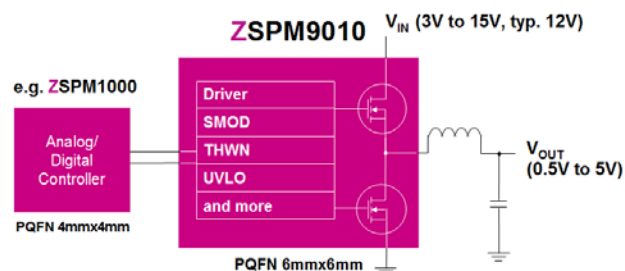 ZSPM9010
VIN (3V to 15V, typ. 12V)
e.g. ZSPM1000
Analog/
Digital
Controller
PQFN 4mmx4mm
Driver
SMOD
THWN
UVLO
and more
PQFN 6mmx6mm
VOUT
(0.5V to 5V)